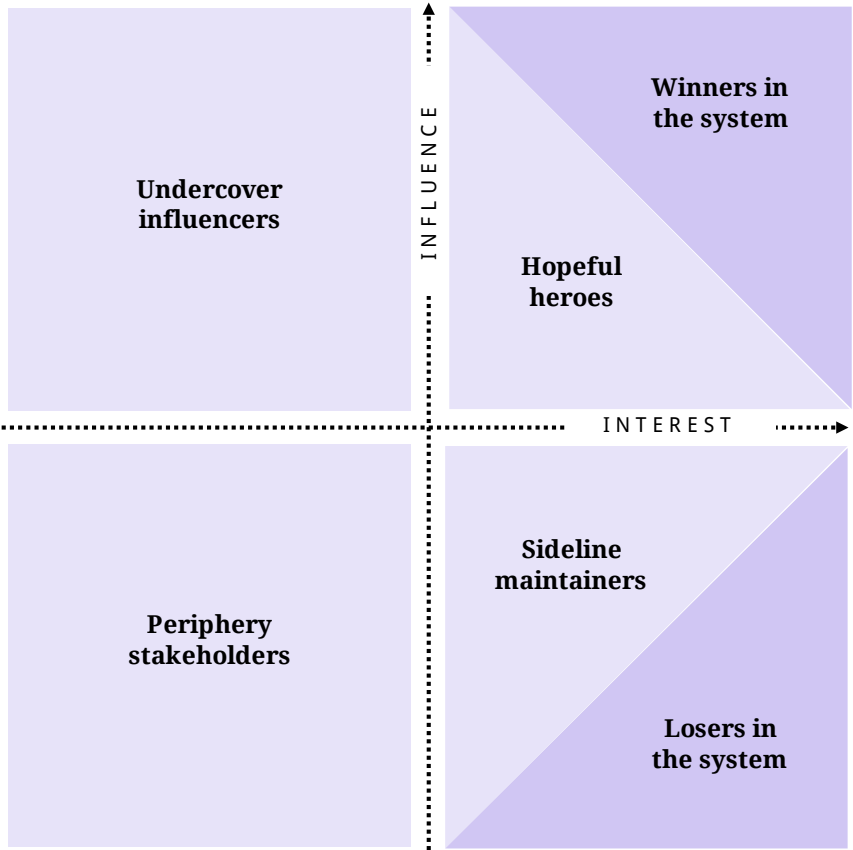 Undercover
influencers
INFLUENCE
Winners in
the system
Hopeful
heroes
INTEREST
Periphery
stakeholders
Sideline
maintainers
Losers in
the system